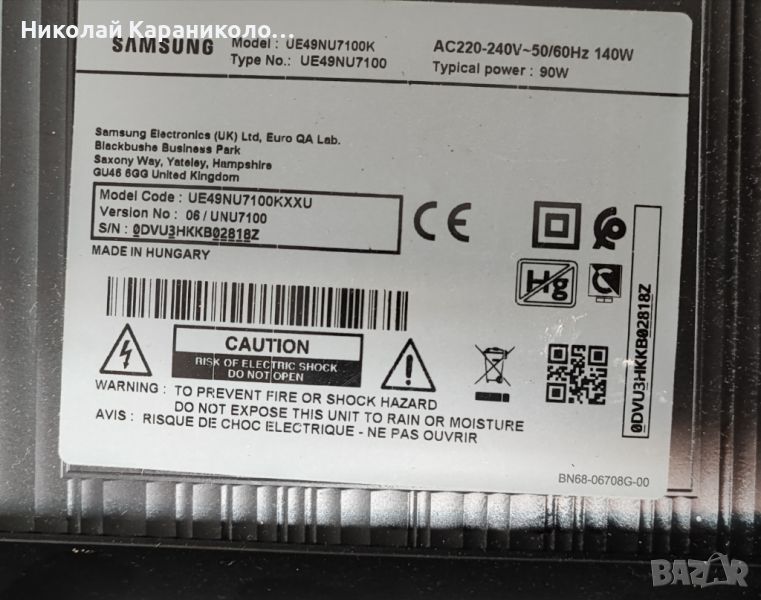 Николай Караниколо...
SAMSUNG
Model : UE49NU7100K
Type No.: UE49NU7100
AC220-240V~50/60Hz 140W
Typical power : 90W
Samsung Electronics (UK) Ltd, Euro QA Lab.
Blackbushe Business Park
Saxony Way, Yateley, Hampshire
GU46 6GG United Kingdom
Model Code : UE49NU7100KXXU
Version No : 06 / UNU7100
S/N : 0DVU3HKKB02818Z
MADE IN HUNGARY
CE
Hg
0DVU3HKKB02818Z
CAUTION
RISK OF ELECTRIC SHOCK
DO NOT OPEN
WARNING : TO PREVENT FIRE OR SHOCK HAZARD
DO NOT EXPOSE THIS UNIT TO RAIN OR MOISTURE
AVIS : RISQUE DE CHOC ELECTRIQUE - NE PAS OUVRIR
BN68-06708G-00
BAZAR